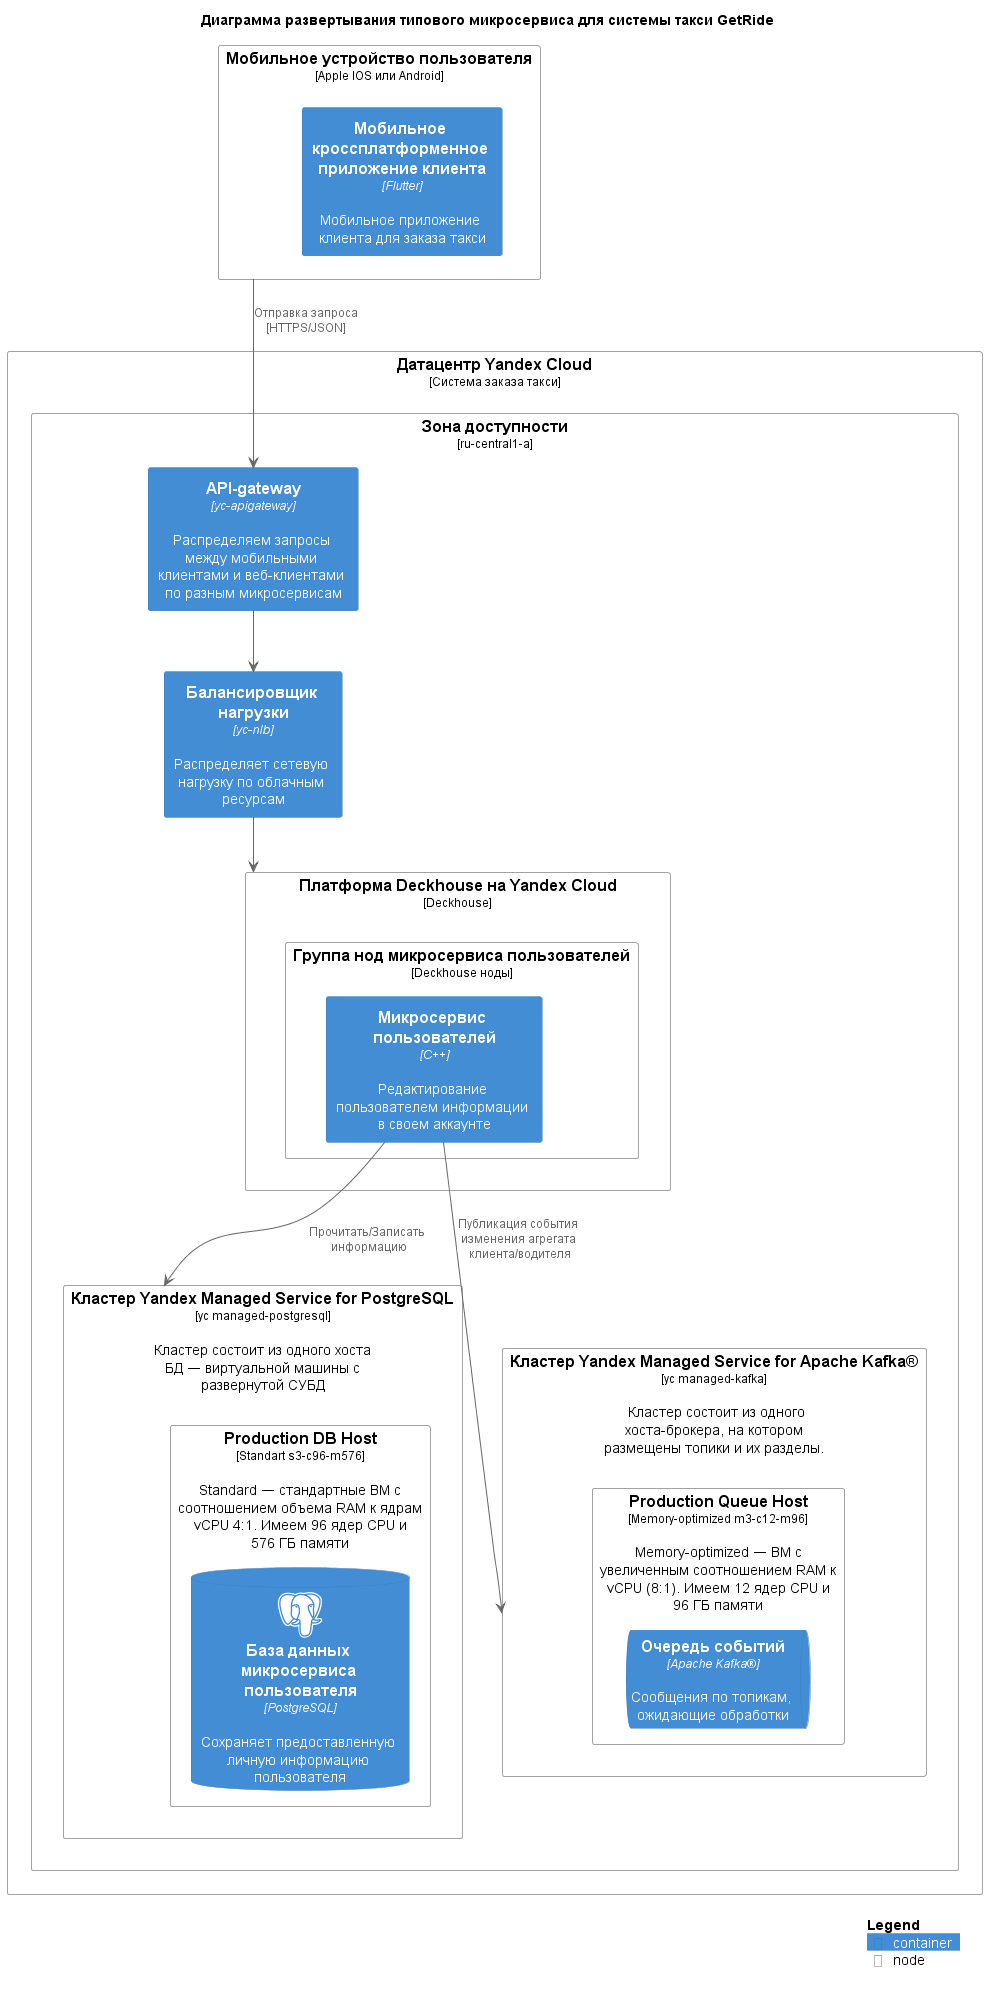 Диаграмма развертывания типового микросервиса для системы такси GetRide
Мобильное устройство пользователя
[Apple IOS или Android]
Мобильное
кроссплатформенное
приложение клиента
[Flutter]
Мобильное приложение
клиента для заказа такси
Отправка запроса
[HTTPS/JSON]
Датацентр Yandex Cloud
[Система заказа такси]
Зона доступности
[ru-central1-a]
API-gateway
[yc-apigateway]
Распределяем запросы
между мобильными
клиентами и веб-клиентами
по разным микросервисам
Балансировщик
нагрузки
[yc-nlb]
Распределяет сетевую
нагрузку по облачным
ресурсам
Платформа Deckhouse на Yandex Cloud
[Deckhouse]
Группа нод микросервиса пользователей
[Deckhouse ноды]
Микросервис
пользователей
[C++]
Редактирование
пользователем информации
в своем аккаунте
Прочитать/Записать
информацию
Публикация события
изменения агрегата
клиента/водителя
Кластер Yandex Managed Service for PostgreSQL
[yc managed-postgresql]
Кластер состоит из одного хоста
БД — виртуальной машины с
развернутой СУБД
Production DB Host
[Standart s3-c96-m576]
Standard — стандартные ВМ с
соотношением объема RAM к ядрам
vCPU 4:1. Имеем 96 ядер CPU и
576 ГБ памяти
База данных
микросервиса
пользователя
[PostgreSQL]
Сохраняет предоставленную
личную информацию
пользователя
Кластер Yandex Managed Service for Apache Kafka®
[yc managed-kafka]
Кластер состоит из одного
хоста-брокера, на котором
размещены топики и их разделы.
Production Queue Host
[Memory-optimized m3-c12-m96]
Memory-optimized — ВМ с
увеличенным соотношением RAM к
vCPU (8:1). Имеем 12 ядер CPU и
96 ГБ памяти
Очередь событий
[Apache Kafka®]
Сообщения по топикам,
ожидающие обработки
Legend
container
node